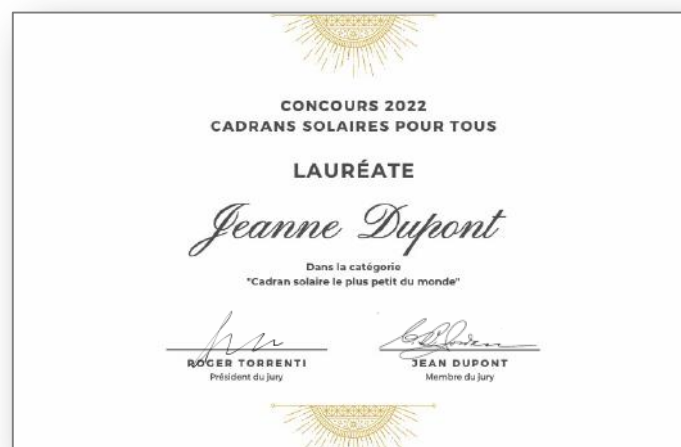 CONCOURS 2022
CADRANS SOLAIRES POUR TOUS
LAURÉATE
Jeanne Dupont
Dans la catégorie
"Cadran solaire le plus petit du monde"
ROGER TORRENTI
Président du jury
JEAN DUPONT
Membre du jury